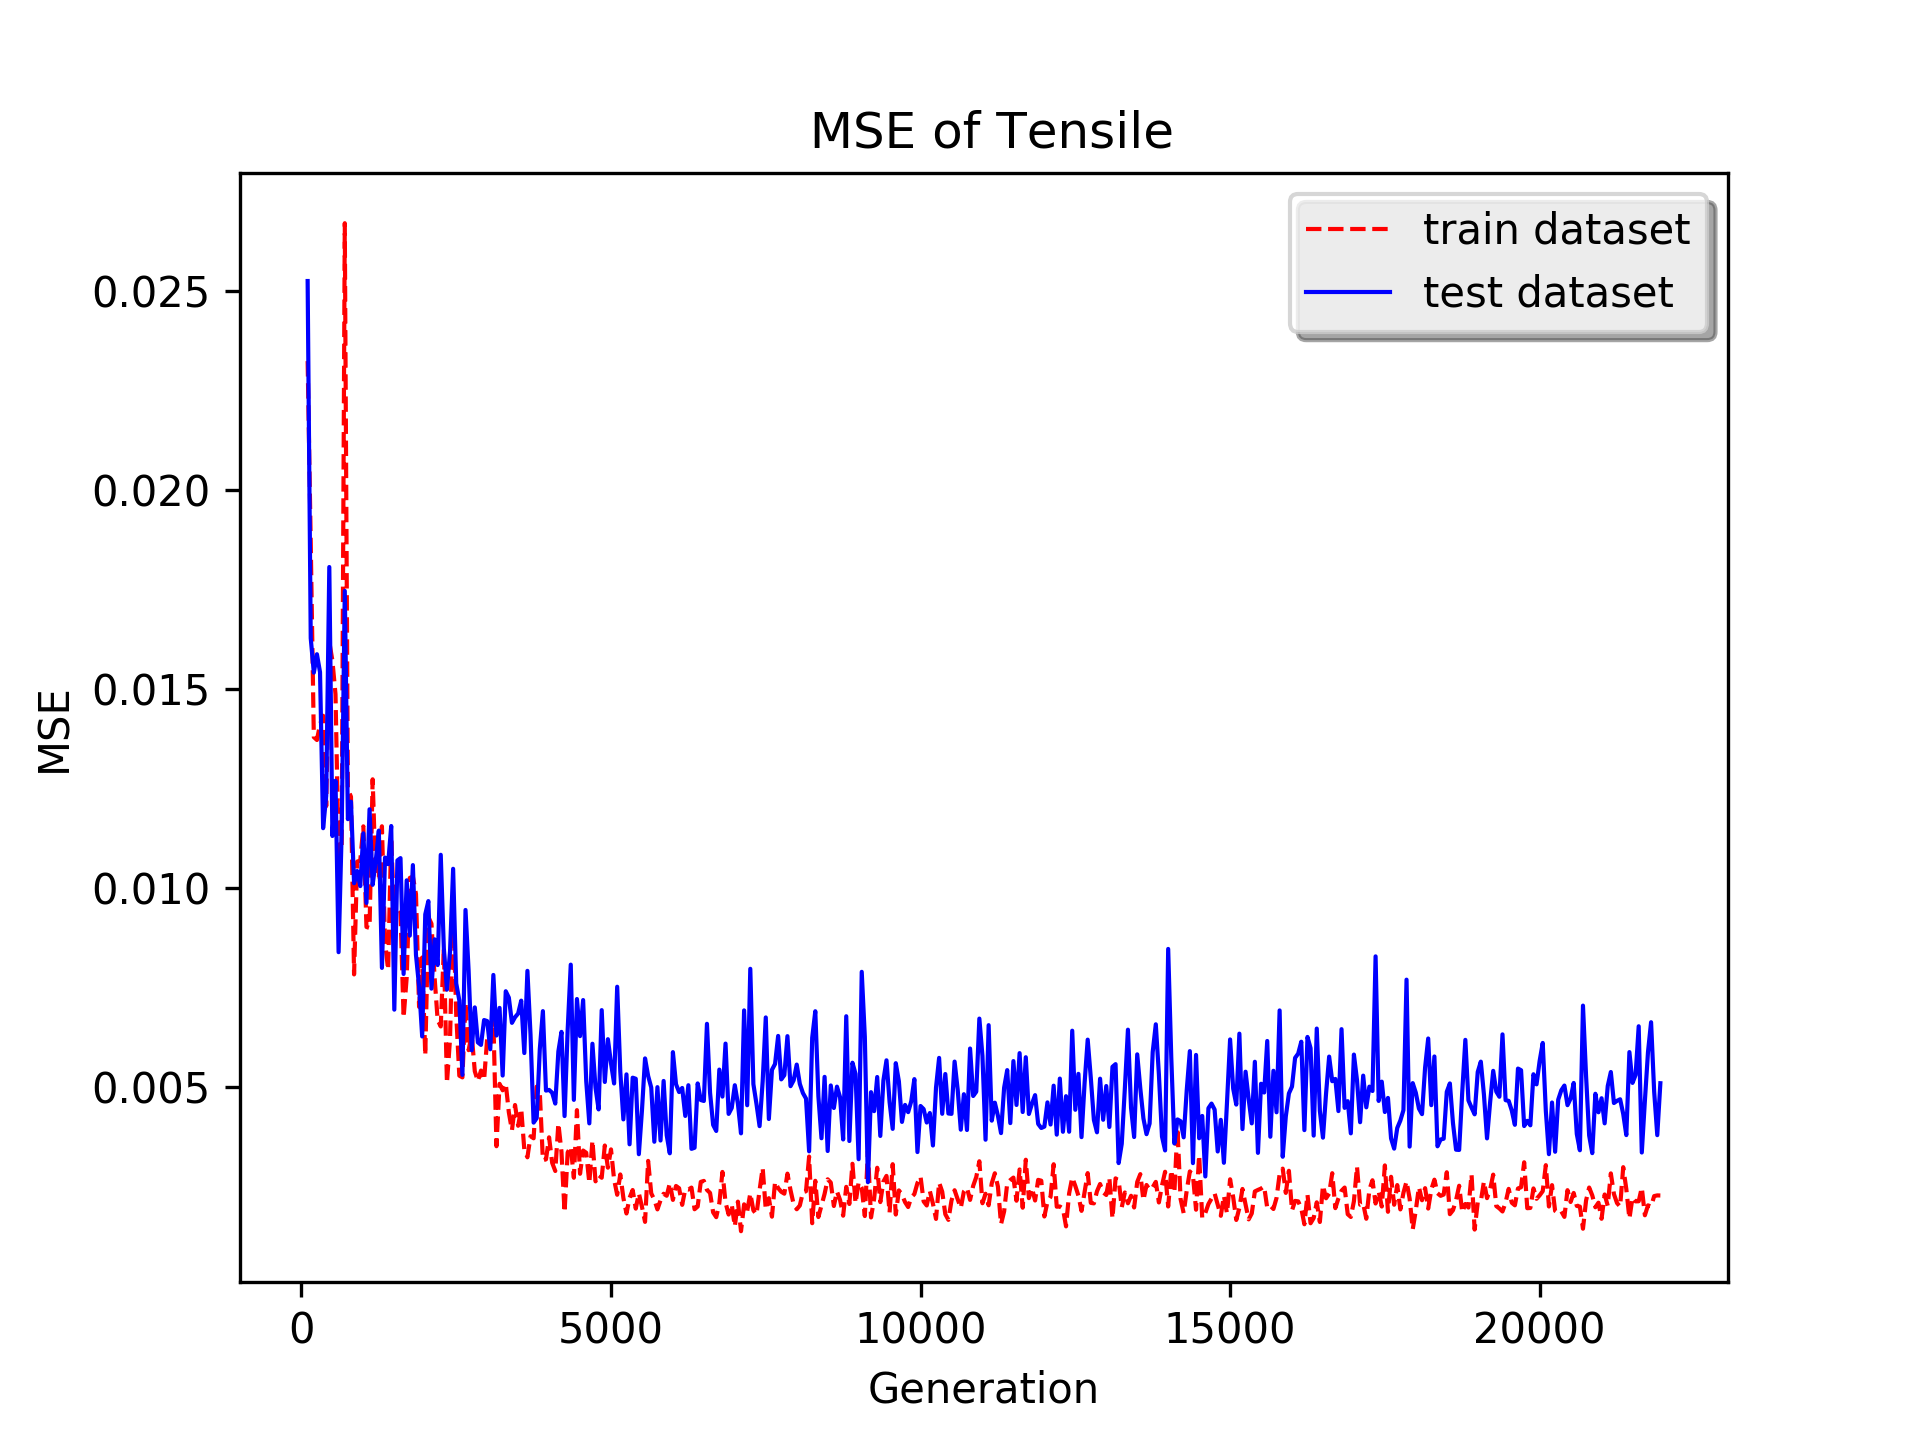 MSE of Tensile
train dataset
test dataset
0.025
0.020
0.015
0.010
0.005
MSE
0 5000 10000 15000 20000
Generation